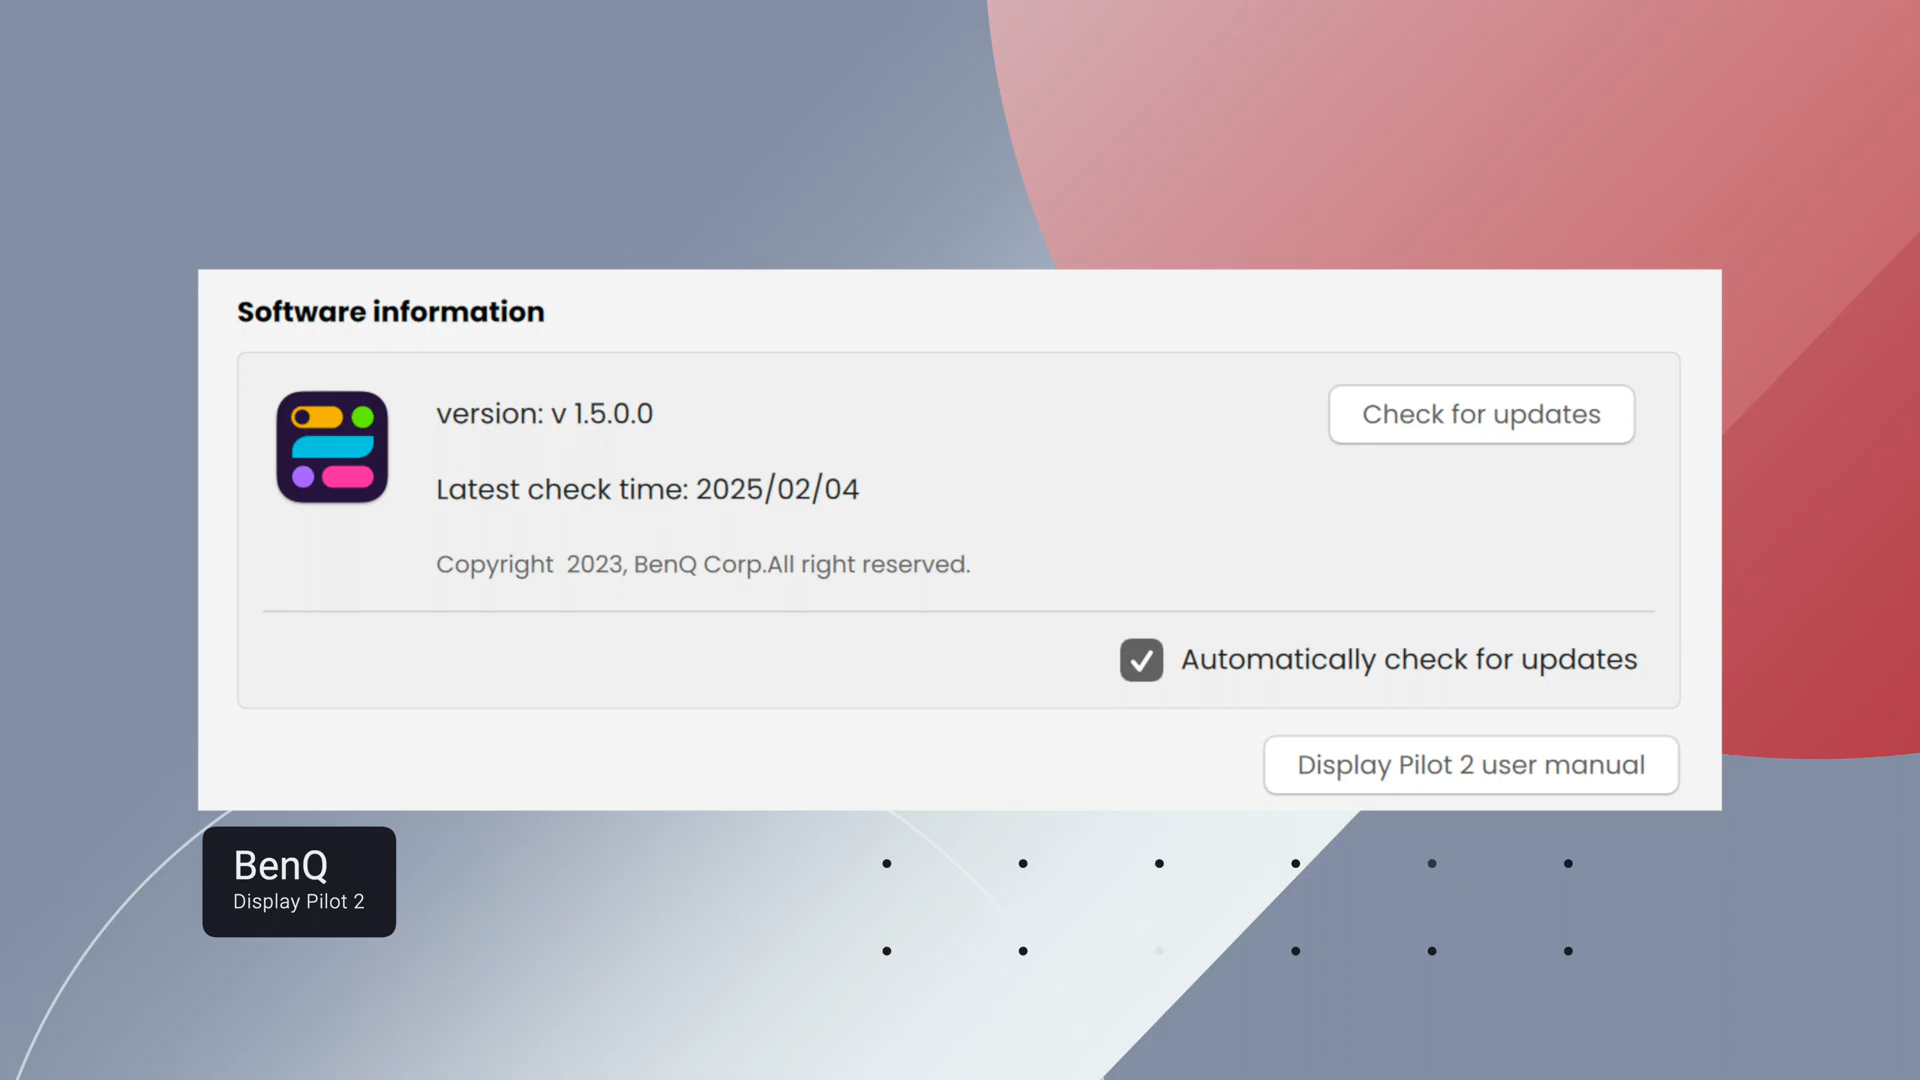 Software information
version: v 1.5.0.0
Check for updates
Latest check time: 2025/02/04
Copyright  2023, BenQ Corp.All right reserved.
Automatically check for updates
Display Pilot 2 user manual
BenQ
Display Pilot 2